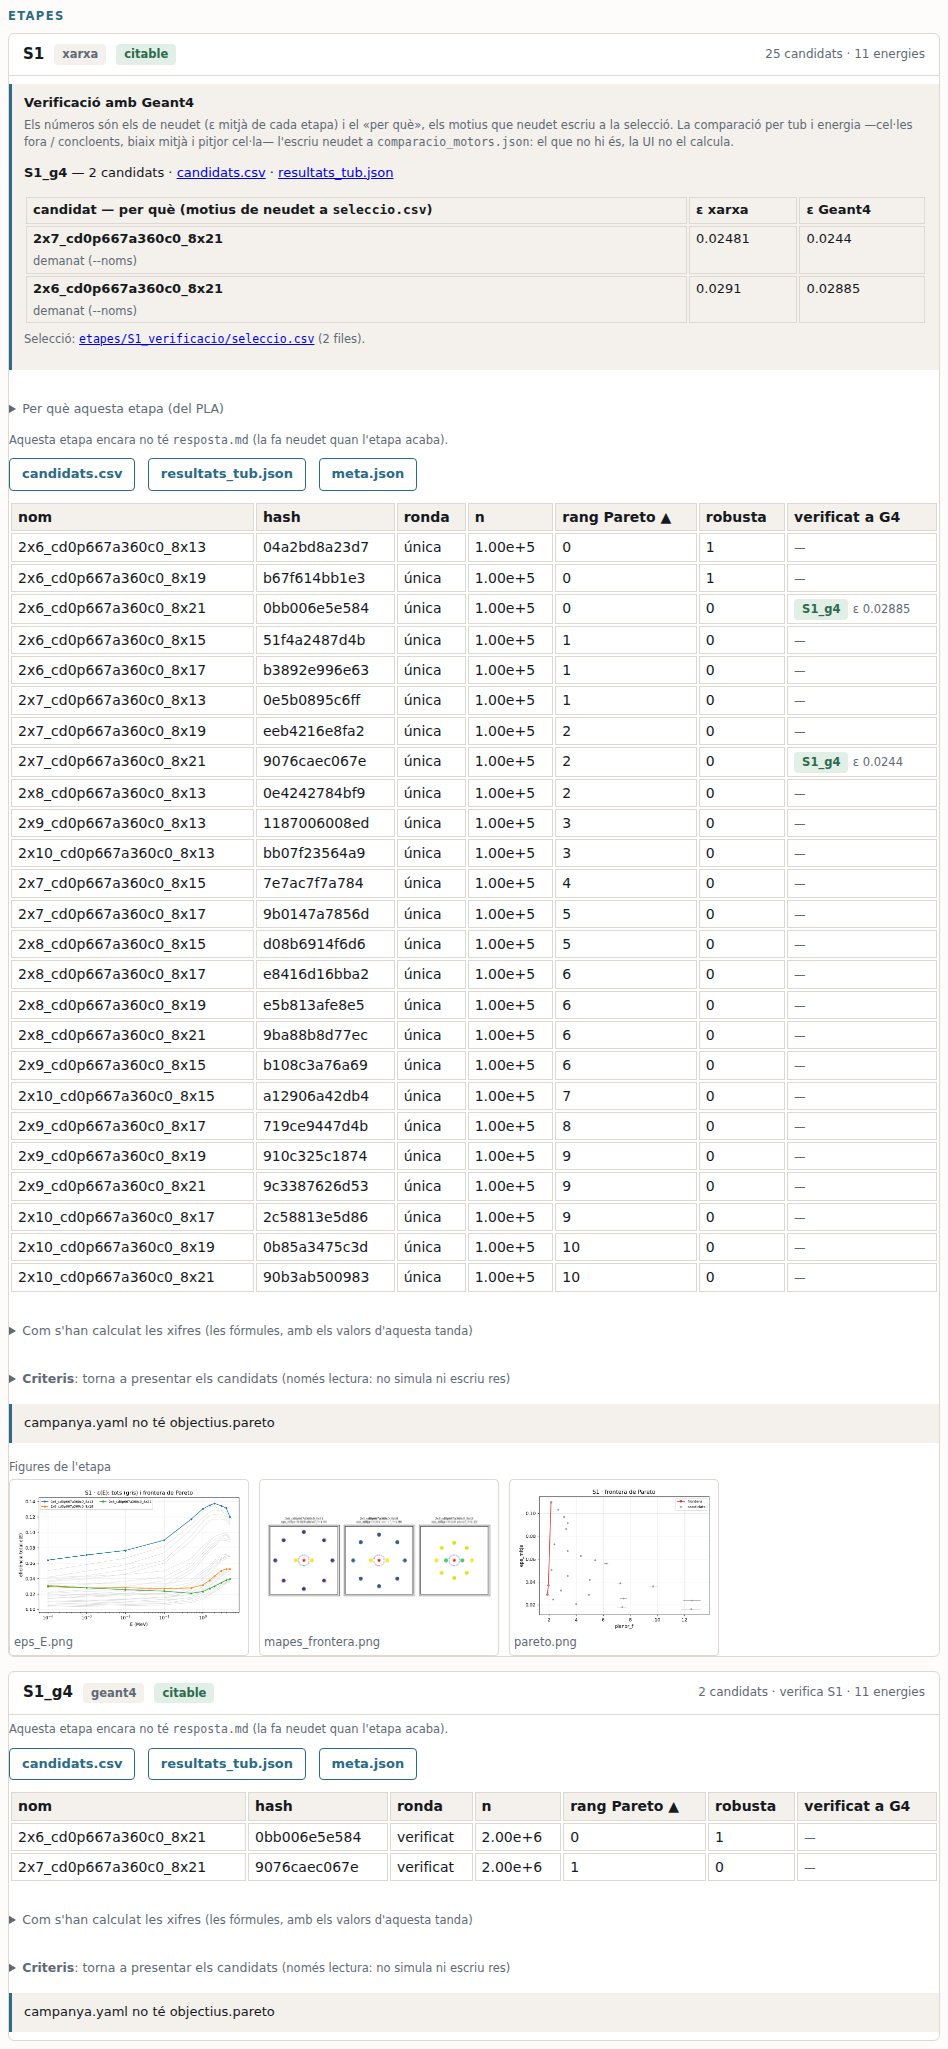 ETAPES
S1 xarxa citable 25 candidats · 11 energies
Verificació amb Geant4
Els números són els de neudet (ε mitjà de cada etapa) i el «per què», els motius que neudet escriu a la selecció. La comparació per tub i energia —cel·les
fora / concloents, biaix mitjà i pitjor cel·la— l'escriu neudet a comparacio_motors.json: el que no hi és, la UI no el calcula.
S1_g4 — 2 candidats · candidats.csv · resultats_tub.json
candidat — per què (motius de neudet a seleccio.csv) ε xarxa ε Geant4
2x7_cd0p667a360c0_8x21 0.02481 0.0244
demanat (--noms)
2x6_cd0p667a360c0_8x21 0.0291 0.02885
demanat (--noms)
Selecció: etapes/S1_verificacio/seleccio.csv (2 files).
▶ Per què aquesta etapa (del PLA)
Aquesta etapa encara no té resposta.md (la fa neudet quan l'etapa acaba).
candidats.csv resultats_tub.json meta.json
nom hash ronda n rang Pareto ▲ robusta verificat a G4
2x6_cd0p667a360c0_8x13 04a2bd8a23d7 única 1.00e+5 0 1 —
2x6_cd0p667a360c0_8x19 b67f614bb1e3 única 1.00e+5 0 1 —
2x6_cd0p667a360c0_8x21 0bb006e5e584 única 1.00e+5 0 0 S1_g4 ε 0.02885
2x6_cd0p667a360c0_8x15 51f4a2487d4b única 1.00e+5 1 0 —
2x6_cd0p667a360c0_8x17 b3892e996e63 única 1.00e+5 1 0 —
2x7_cd0p667a360c0_8x13 0e5b0895c6ff única 1.00e+5 1 0 —
2x7_cd0p667a360c0_8x19 eeb4216e8fa2 única 1.00e+5 2 0 —
2x7_cd0p667a360c0_8x21 9076caec067e única 1.00e+5 2 0 S1_g4 ε 0.0244
2x8_cd0p667a360c0_8x13 0e4242784bf9 única 1.00e+5 2 0 —
2x9_cd0p667a360c0_8x13 1187006008ed única 1.00e+5 3 0 —
2x10_cd0p667a360c0_8x13 bb07f23564a9 única 1.00e+5 3 0 —
2x7_cd0p667a360c0_8x15 7e7ac7f7a784 única 1.00e+5 4 0 —
2x7_cd0p667a360c0_8x17 9b0147a7856d única 1.00e+5 5 0 —
2x8_cd0p667a360c0_8x15 d08b6914f6d6 única 1.00e+5 5 0 —
2x8_cd0p667a360c0_8x17 e8416d16bba2 única 1.00e+5 6 0 —
2x8_cd0p667a360c0_8x19 e5b813afe8e5 única 1.00e+5 6 0 —
2x8_cd0p667a360c0_8x21 9ba88b8d77ec única 1.00e+5 6 0 —
2x9_cd0p667a360c0_8x15 b108c3a76a69 única 1.00e+5 6 0 —
2x10_cd0p667a360c0_8x15 a12906a42db4 única 1.00e+5 7 0 —
2x9_cd0p667a360c0_8x17 719ce9447d4b única 1.00e+5 8 0 —
2x9_cd0p667a360c0_8x19 910c325c1874 única 1.00e+5 9 0 —
2x9_cd0p667a360c0_8x21 9c3387626d53 única 1.00e+5 9 0 —
2x10_cd0p667a360c0_8x17 2c58813e5d86 única 1.00e+5 9 0 —
2x10_cd0p667a360c0_8x19 0b85a3475c3d única 1.00e+5 10 0 —
2x10_cd0p667a360c0_8x21 90b3ab500983 única 1.00e+5 10 0 —
▶ Com s'han calculat les xifres (les fórmules, amb els valors d'aquesta tanda)
▶ Criteris: torna a presentar els candidats (només lectura: no simula ni escriu res)
campanya.yaml no té objectius.pareto
Figures de l'etapa
S1 · ε(E): tots (gris) i frontera de Pareto
E (MeV)
S1 · frontera de Pareto
eps_mitja
planor_f
eps_E.png mapes_frontera.png pareto.png
S1_g4 geant4 citable 2 candidats · verifica S1 · 11 energies
Aquesta etapa encara no té resposta.md (la fa neudet quan l'etapa acaba).
candidats.csv resultats_tub.json meta.json
nom hash ronda n rang Pareto ▲ robusta verificat a G4
2x6_cd0p667a360c0_8x21 0bb006e5e584 verificat 2.00e+6 0 1 —
2x7_cd0p667a360c0_8x21 9076caec067e verificat 2.00e+6 1 0 —
▶ Com s'han calculat les xifres (les fórmules, amb els valors d'aquesta tanda)
▶ Criteris: torna a presentar els candidats (només lectura: no simula ni escriu res)
campanya.yaml no té objectius.pareto